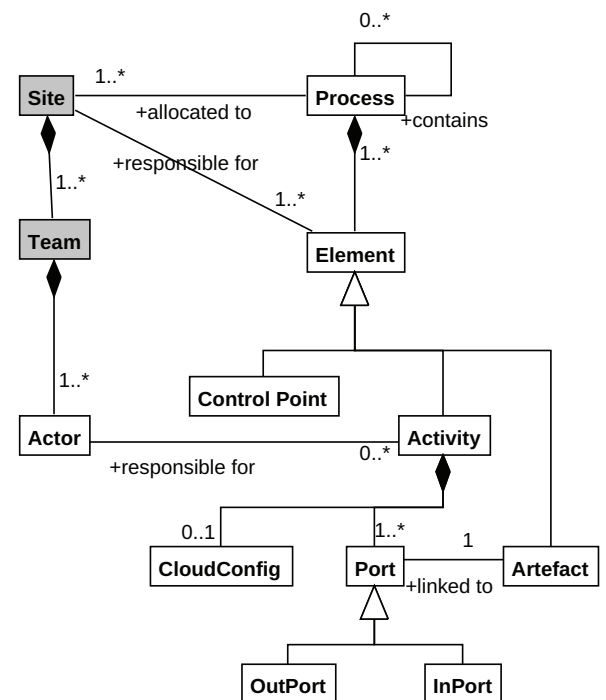 0..*
1..*
Site
Process
+allocated to
+contains
1..*
+responsible for
1..*
1..*
Team
Element
1..*
Control Point
Actor
Activity
0..*
+responsible for
0..1
1..*
1
CloudConfig
Port
Artefact
+linked to
OutPort
InPort